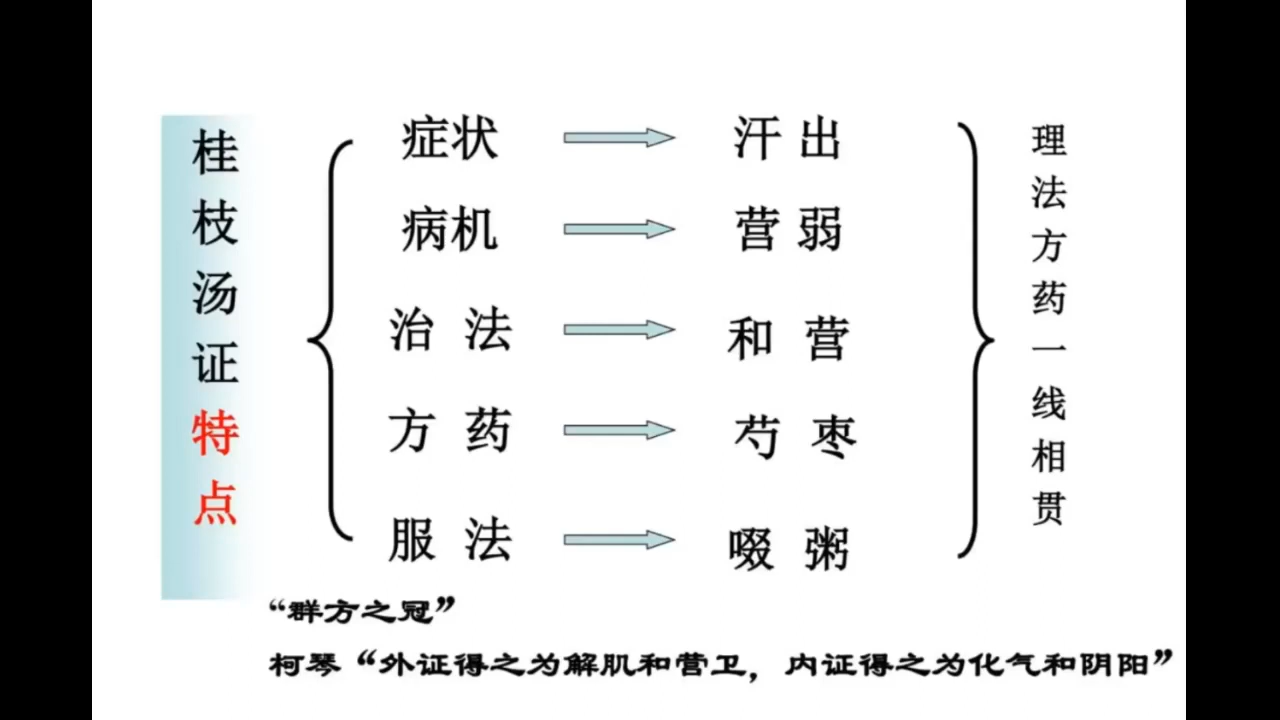 桂枝汤证特点
症状 汗出
病机 营弱
治法 和营
方药 芍枣
服法 啜粥
理法方药一线相贯
“群方之冠”
柯琴“外证得之为解肌和营卫，内证得之为化气和阴阳”